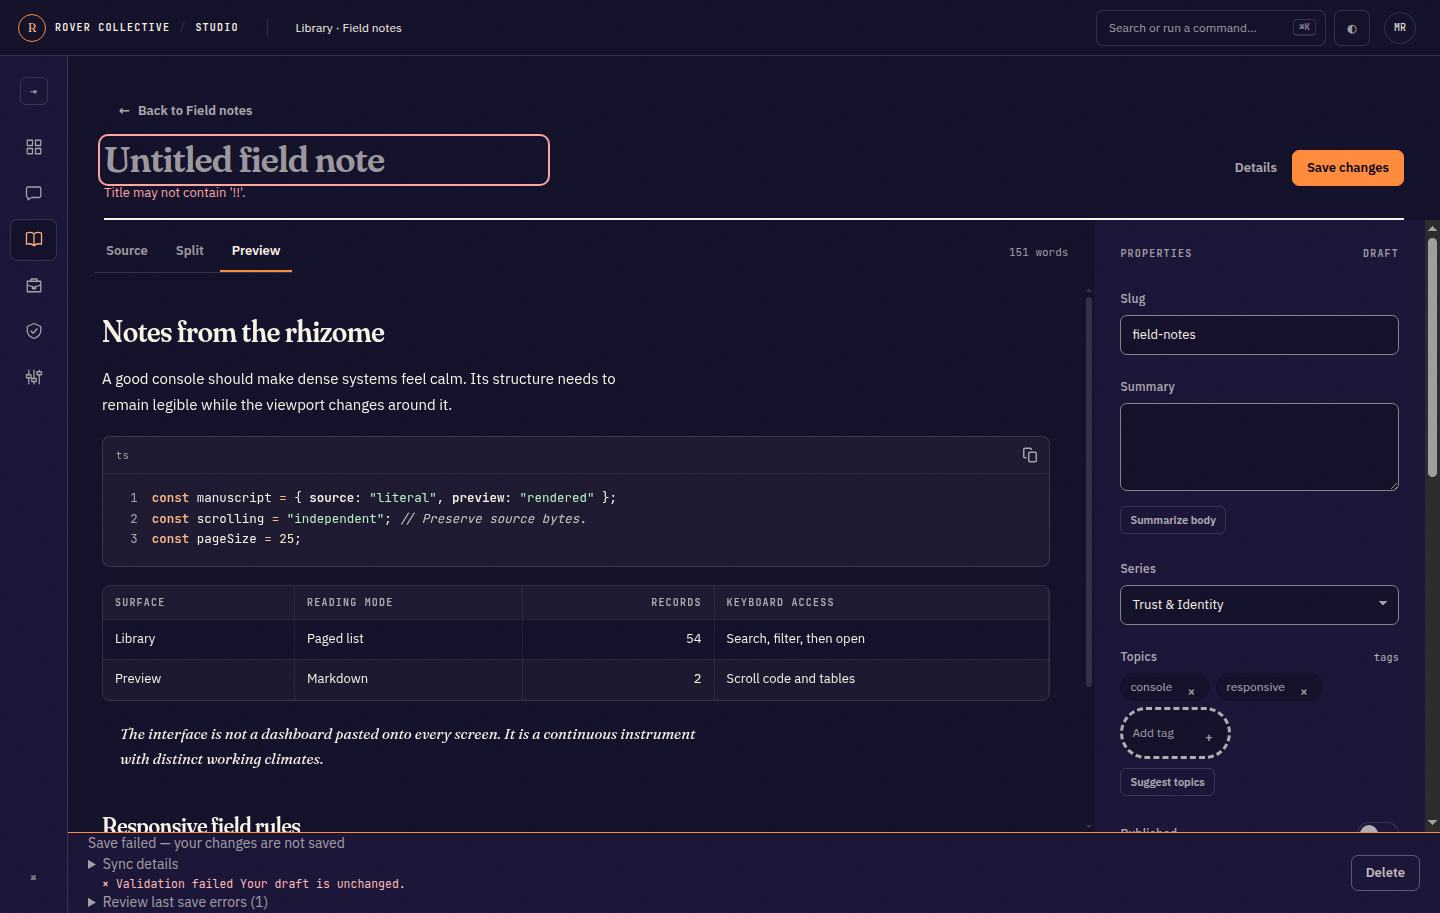 R ROVER COLLECTIVE / STUDIO Library · Field notes Search or run a command... ⌘K MR
← Back to Field notes
Untitled field note
Title may not contain '!!'.
Details Save changes
Source Split Preview 151 words
Notes from the rhizome
A good console should make dense systems feel calm. Its structure needs to
remain legible while the viewport changes around it.
ts
1 const manuscript = { source: "literal", preview: "rendered" };
2 const scrolling = "independent"; // Preserve source bytes.
3 const pageSize = 25;
SURFACE READING MODE RECORDS KEYBOARD ACCESS
Library Paged list 54 Search, filter, then open
Preview Markdown 2 Scroll code and tables
The interface is not a dashboard pasted onto every screen. It is a continuous instrument
with distinct working climates.
Responsive field rules
PROPERTIES DRAFT
Slug
field-notes
Summary
Summarize body
Series
Trust & Identity
Topics tags
console × responsive ×
Add tag +
Suggest topics
Published
Save failed — your changes are not saved
▶ Sync details
× Validation failed Your draft is unchanged.
▶ Review last save errors (1)
Delete
⌘